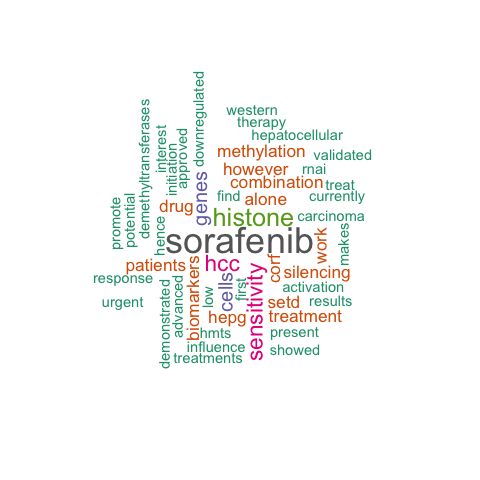 western
therapy
hepatocellular
methylation
validated
however
rnai
combination
treat
find
alone
currently
drug
histone
carcinoma
sorafenib
patients
hcc
silencing
response
activation
urgent
low
setd
results
hepg
treatment
hmts
present
influence
showed
treatments
promote
potential
demethyltransferases
interest
initiation
approved
downregulated
genes
hence
demonstrated
advanced
biomarkers
cells
first
sensitivity
corf
work
makes